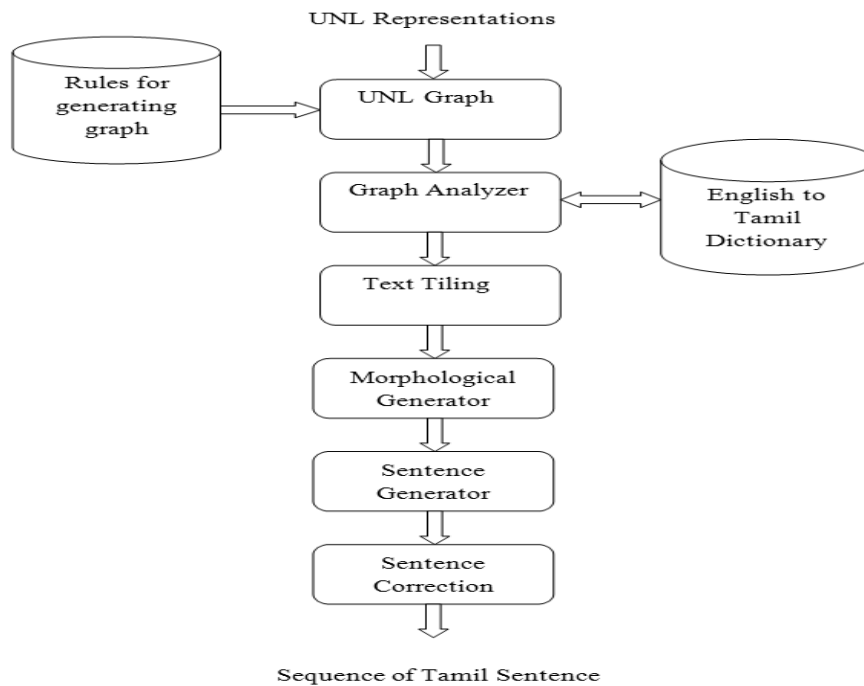 UNL Representations
Rules for
generating
graph
UNL Graph
Graph Analyzer
English to
Tamil
Dictionary
Text Tiling
Morphological
Generator
Sentence
Generator
Sentence
Correction
Sequence of Tamil Sentence